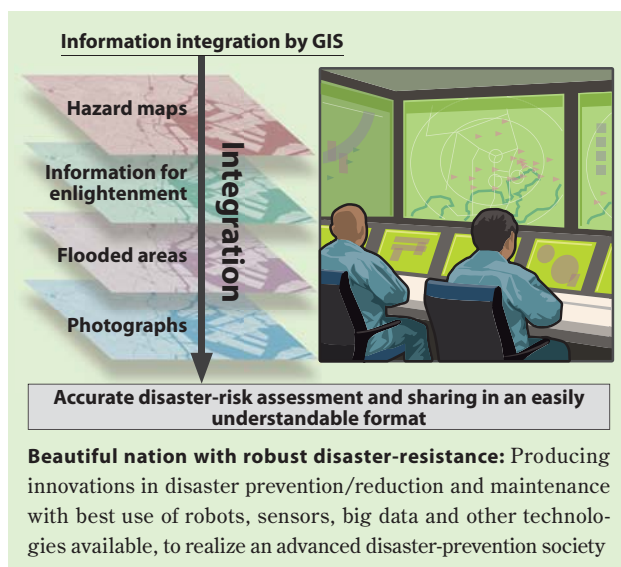 Information integration by GIS
Hazard maps
Information for
enlightenment
Flooded areas
Photographs
Integration
Accurate disaster-risk assessment and sharing in an easily
understandable format
Beautiful nation with robust disaster-resistance: Producing
innovations in disaster prevention/reduction and maintenance
with best use of robots, sensors, big data and other technolo-
gies available, to realize an advanced disaster-prevention society